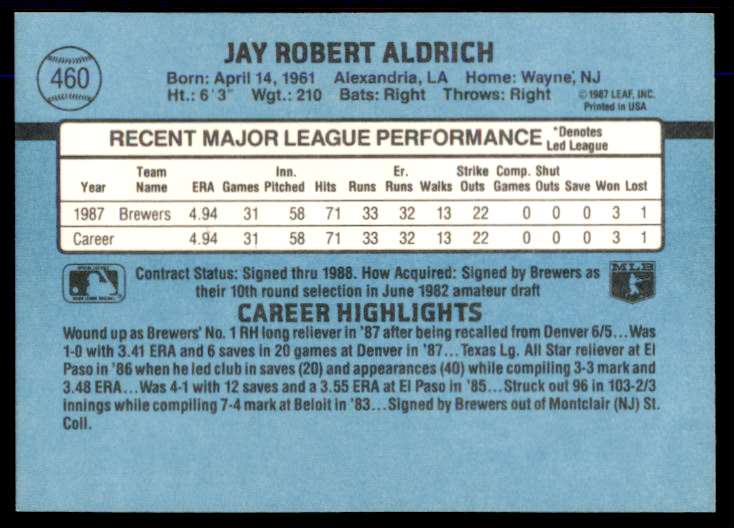 460
JAY ROBERT ALDRICH
Born: April 14, 1961 Alexandria, LA Home: Wayne, NJ
Ht.: 6'3" Wgt.: 210 Bats: Right Throws: Right
©1987 LEAF, INC.
Printed in USA
RECENT MAJOR LEAGUE PERFORMANCE *Denotes Led League
Year Team Name ERA Games Inn. Pitched Hits Runs Er. Runs Walks Strike Outs Comp. Games Shut Outs Save Won Lost
1987 Brewers 4.94 31 58 71 33 32 13 22 0 0 0 3 1
Career 4.94 31 58 71 33 32 13 22 0 0 0 3 1
Contract Status: Signed thru 1988. How Acquired: Signed by Brewers as
their 10th round selection in June 1982 amateur draft
MLB
CAREER HIGHLIGHTS
Wound up as Brewers' No. 1 RH long reliever in '87 after being recalled from Denver 6/5...Was
1-0 with 3.41 ERA and 6 saves in 20 games at Denver in '87...Texas Lg. All Star reliever at El
Paso in '86 when he led club in saves (20) and appearances (40) while compiling 3-3 mark and
3.48 ERA...Was 4-1 with 12 saves and a 3.55 ERA at El Paso in '85...Struck out 96 in 103-2/3
innings while compiling 7-4 mark at Beloit in '83...Signed by Brewers out of Montclair (NJ) St.
Coll.